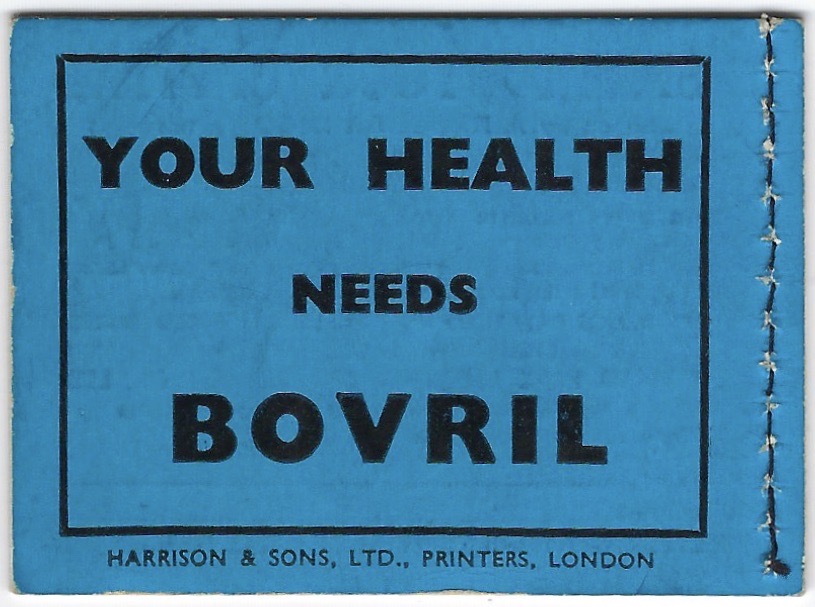 YOUR HEALTH
NEEDS
BOVRIL
HARRISON & SONS, LTD., PRINTERS, LONDON